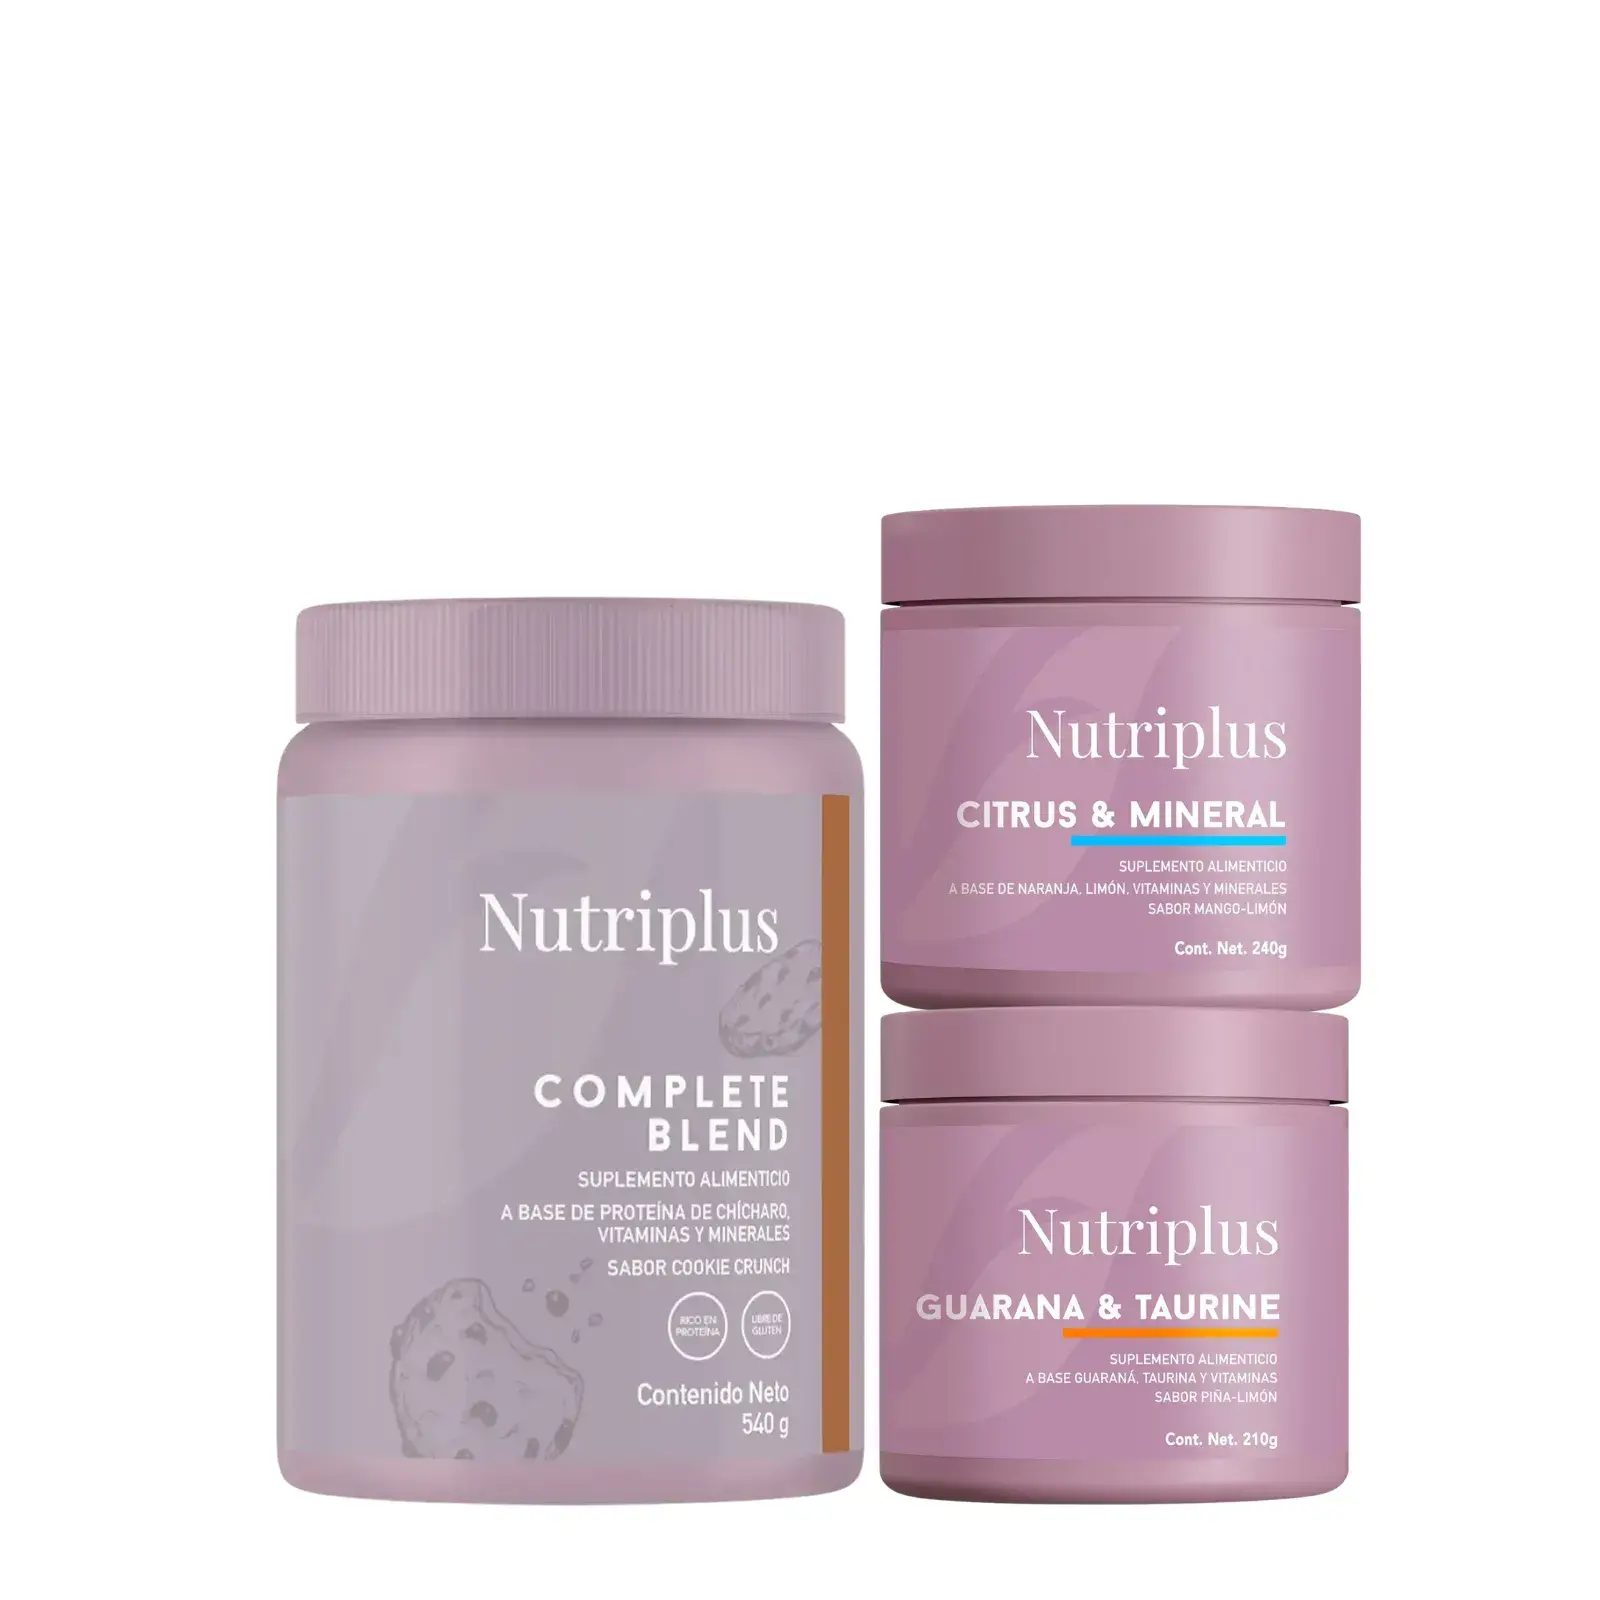 Nutriplus
COMPLETE
BLEND
SUPLEMENTO ALIMENTICIO
A BASE DE PROTEÍNA DE CHÍCHARO,
VITAMINAS Y MINERALES
SABOR COOKIE CRUNCH
RICO EN
PROTEÍNA
LIBRE DE
GLUTEN
Contenido Neto
540 g
Nutriplus
CITRUS & MINERAL
SUPLEMENTO ALIMENTICIO
A BASE DE NARANJA, LIMÓN, VITAMINAS Y MINERALES
SABOR MANGO-LIMÓN
Cont. Net. 240g
Nutriplus
GUARANA & TAURINE
SUPLEMENTO ALIMENTICIO
A BASE GUARANÁ, TAURINA Y VITAMINAS
SABOR PIÑA-LIMÓN
Cont. Net. 210g